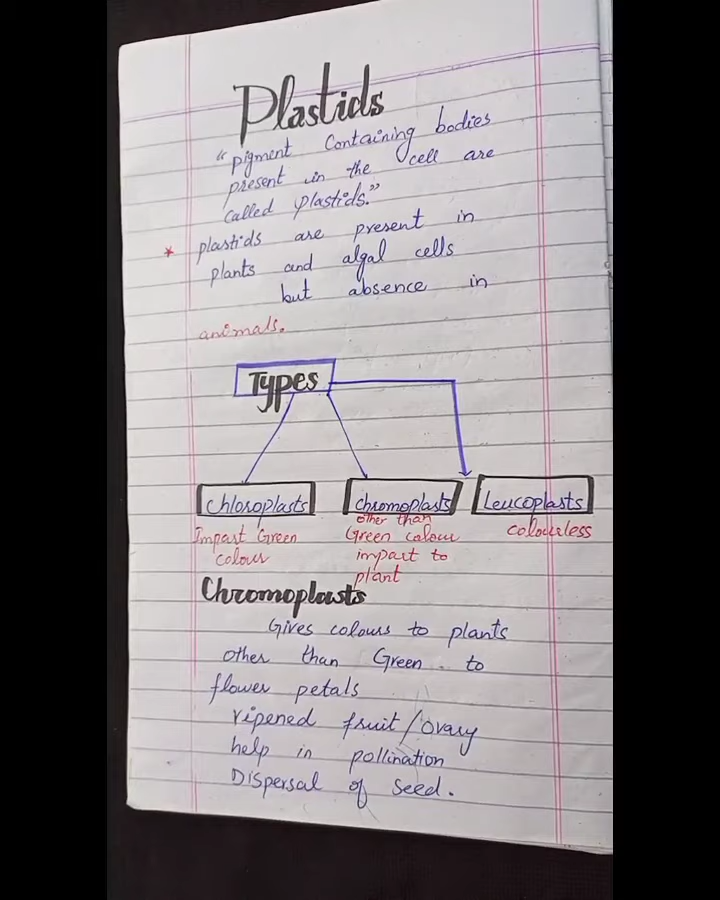 Plastids
"pigment Containing bodies
present in the cell are
called plastids."
* plastids are present in
plants and algal cells
but absence in
animals.
Types
Chloroplasts
chromoplasts
Leucoplasts
Impart Green
colour
other than
Green colour
impart to
plant
colourless
Chromoplasts
Gives colours to plants
other than Green to
flower petals
ripened fruit/ovary
help in pollination
Dispersal of seed.